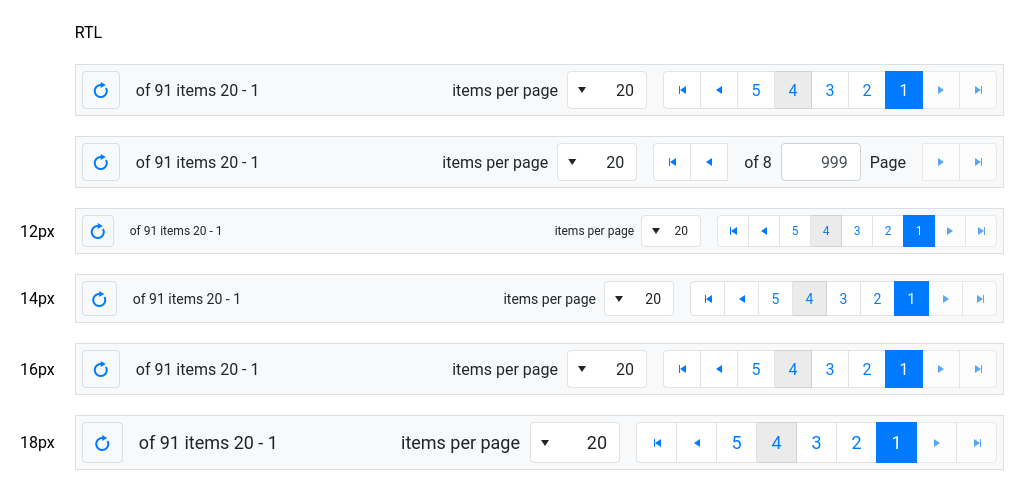 RTL
of 91 items 20 - 1 items per page 20 5 4 3 2 1
of 91 items 20 - 1 items per page 20 of 8 999 Page
12px of 91 items 20 - 1 items per page 20 5 4 3 2 1
14px of 91 items 20 - 1 items per page 20 5 4 3 2 1
16px of 91 items 20 - 1 items per page 20 5 4 3 2 1
18px of 91 items 20 - 1 items per page 20 5 4 3 2 1